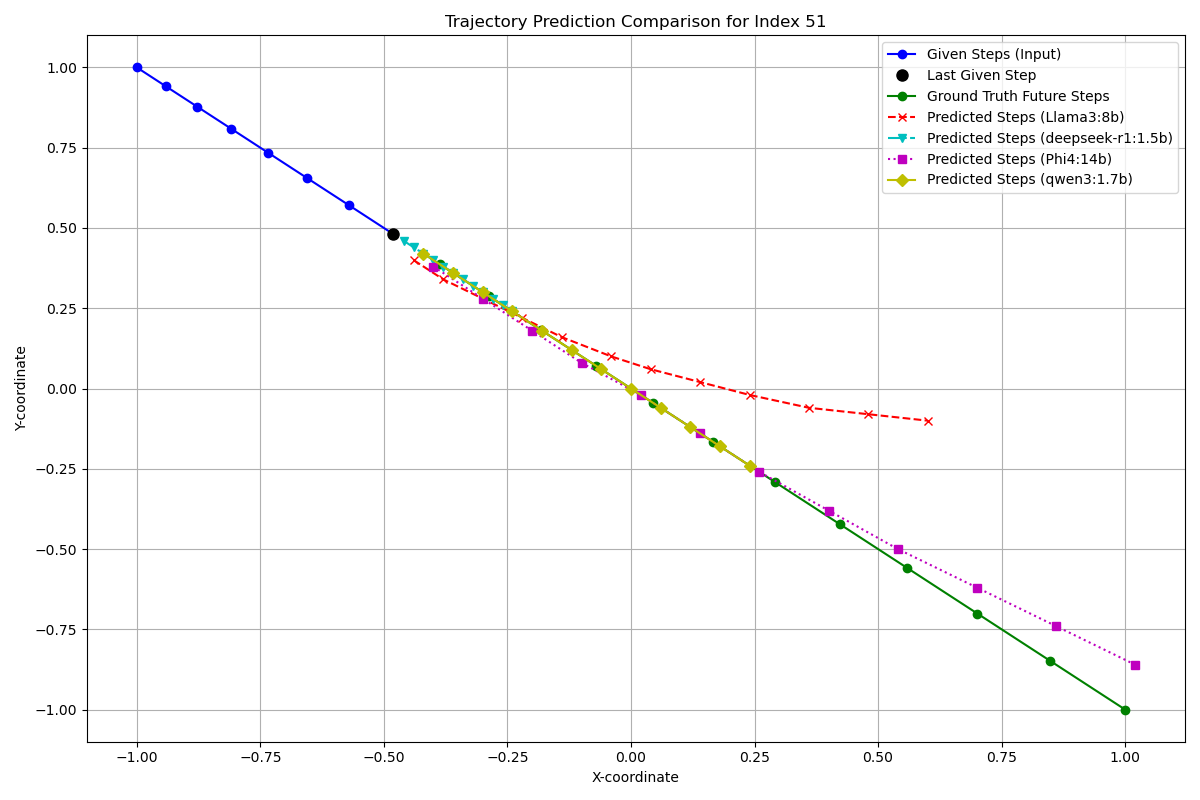 Trajectory Prediction Comparison for Index 51
Given Steps (Input)
Last Given Step
Ground Truth Future Steps
Predicted Steps (Llama3:8b)
Predicted Steps (deepseek-r1:1.5b)
Predicted Steps (Phi4:14b)
Predicted Steps (qwen3:1.7b)
Y-coordinate
1.00
0.75
0.50
0.25
0.00
−0.25
−0.50
−0.75
−1.00
−1.00 −0.75 −0.50 −0.25 0.00 0.25 0.50 0.75 1.00
X-coordinate